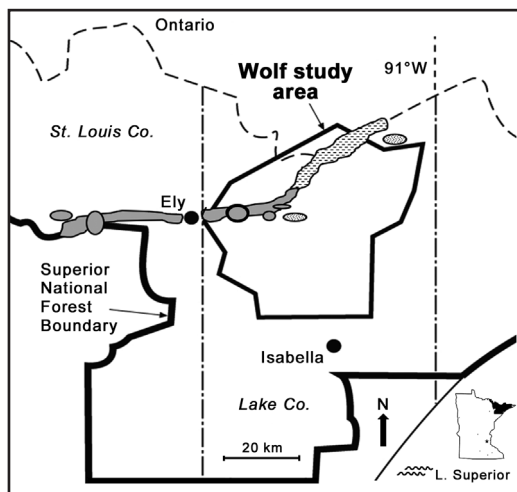 Ontario
Wolf study
area
91°W
St. Louis Co.
Ely
Superior
National
Forest
Boundary
Isabella
Lake Co.
N
20 km
L. Superior